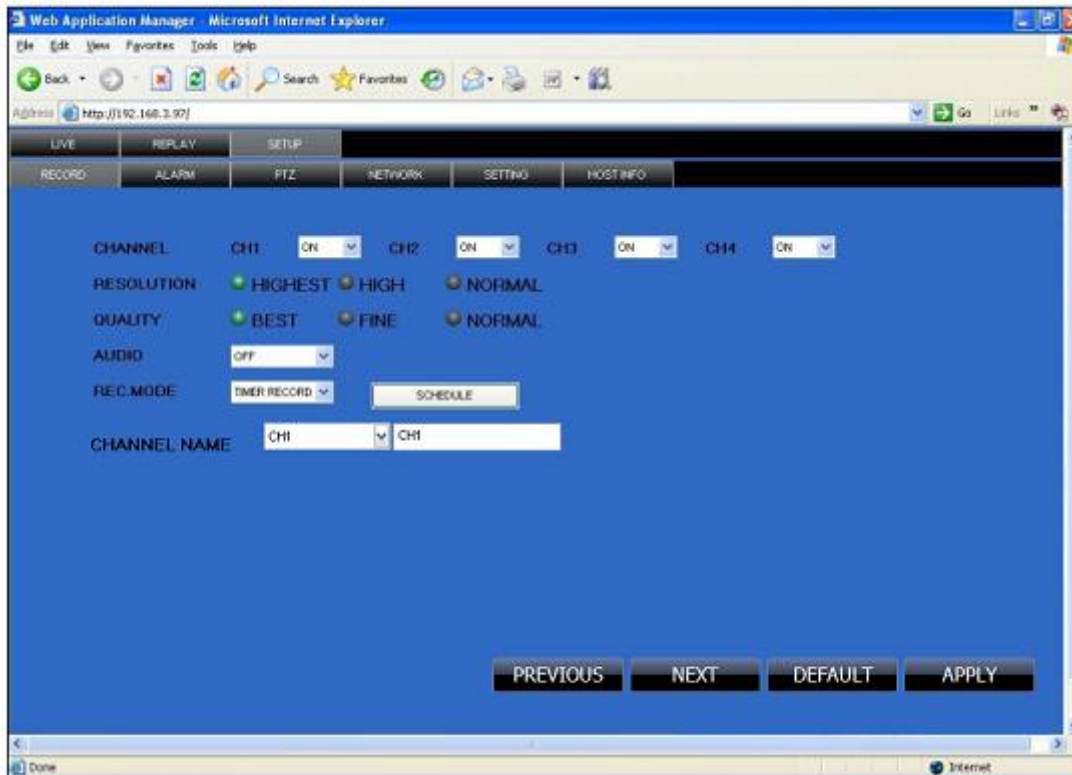 Web Application Manager - Microsoft Internet Explorer
File Edit View Favorites Tools Help
Back Search Favorites
Address http://192.168.3.97/ Go Links »
LIVE REPLAY SETUP
RECORD ALARM PTZ NETWORK SETTING HOST INFO
CHANNEL CH1 ON CH2 ON CH3 ON CH4 ON
RESOLUTION HIGHEST HIGH NORMAL
QUALITY BEST FINE NORMAL
AUDIO OFF
REC.MODE TIMER RECORD SCHEDULE
CHANNEL NAME CH1 CH1
PREVIOUS NEXT DEFAULT APPLY
Done Internet